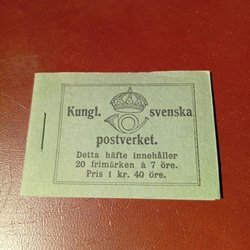 Kungl. svenska
postverket.
Detta häfte innehåller
20 frimärken à 7 öre.
Pris 1 kr. 40 öre.